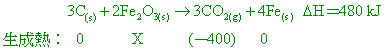 3C₍ₛ₎+2Fe₂O₃₍ₛ₎ → 3CO₂₍g₎+4Fe₍ₛ₎  ΔH=480 kJ
生成熱： 0 X (−400) 0